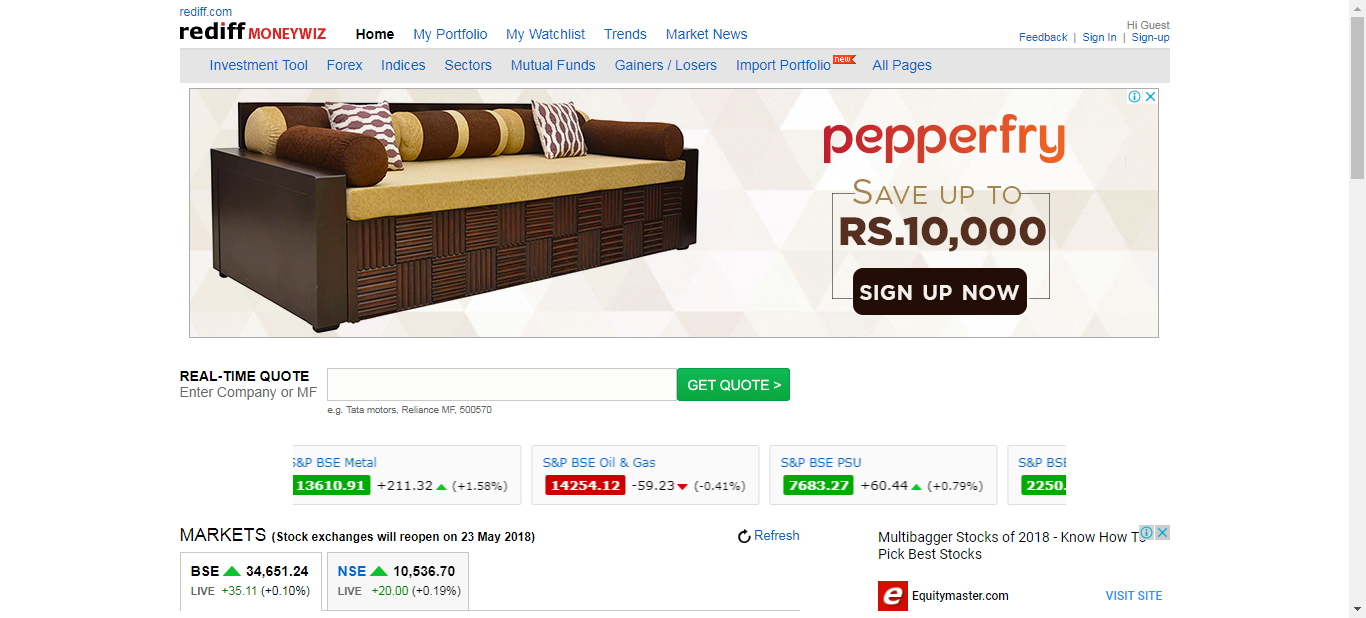 rediff.com
rediff MONEYWIZ Home My Portfolio My Watchlist Trends Market News
Hi Guest
Feedback | Sign In | Sign-up
Investment Tool Forex Indices Sectors Mutual Funds Gainers / Losers Import Portfolio new All Pages
pepperfry
SAVE UP TO
RS.10,000
SIGN UP NOW
REAL-TIME QUOTE
Enter Company or MF
GET QUOTE >
e.g. Tata motors, Reliance MF, 500570
S&P BSE Metal
13610.91 +211.32 (+1.58%)
S&P BSE Oil & Gas
14254.12 -59.23 (-0.41%)
S&P BSE PSU
7683.27 +60.44 (+0.79%)
S&P BSE
2250.
MARKETS (Stock exchanges will reopen on 23 May 2018)
Refresh
BSE 34,651.24
LIVE +35.11 (+0.10%)
NSE 10,536.70
LIVE +20.00 (+0.19%)
Multibagger Stocks of 2018 - Know How To
Pick Best Stocks
e Equitymaster.com
VISIT SITE